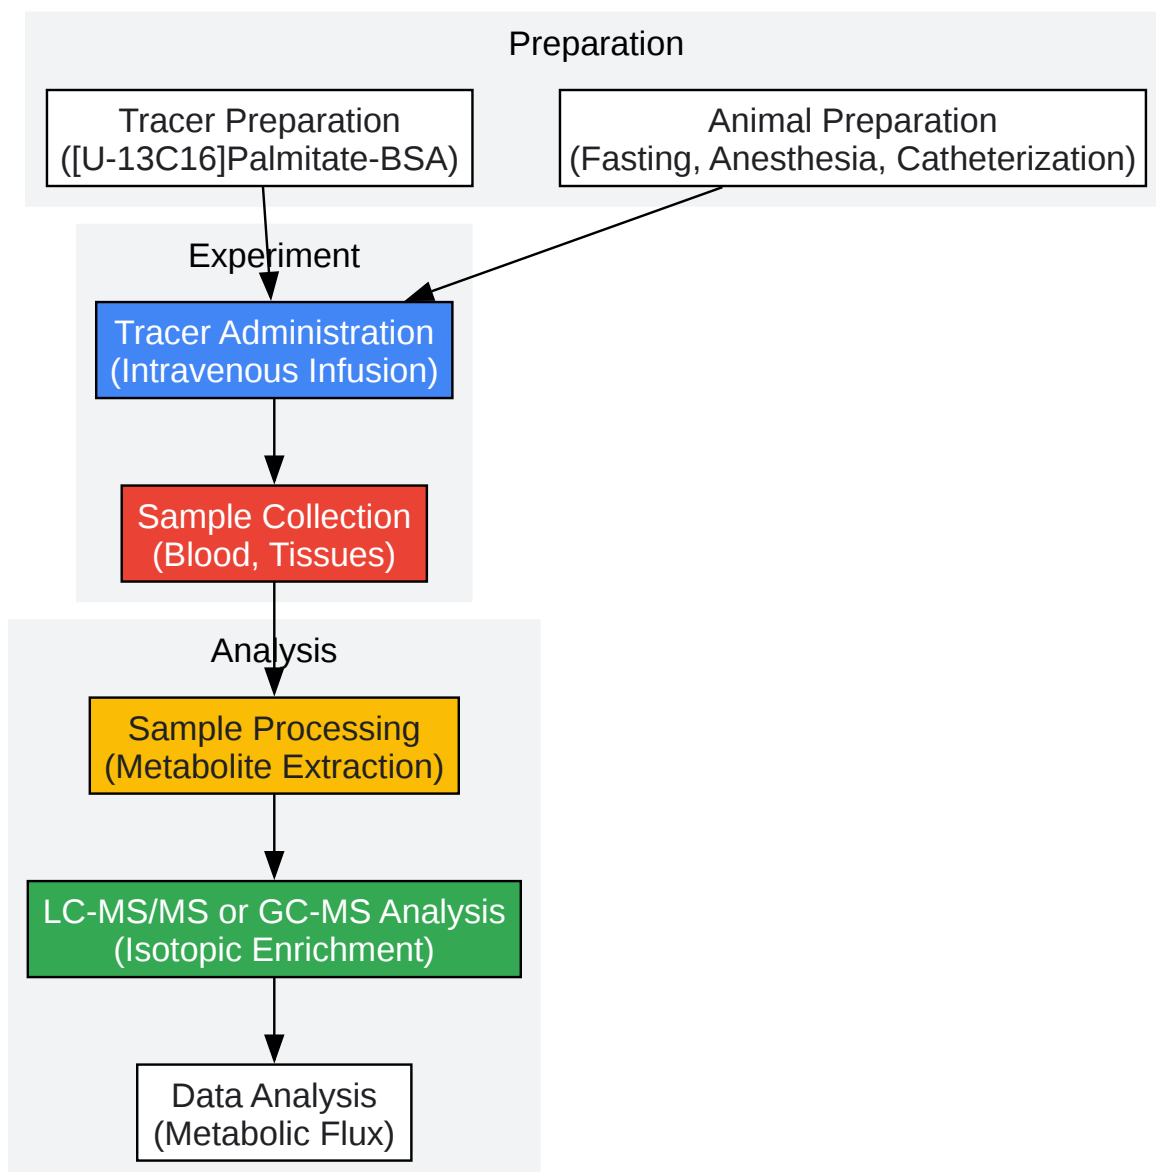 Preparation
Tracer Preparation
([U-13C16]Palmitate-BSA)
Animal Preparation
(Fasting, Anesthesia, Catheterization)
Experiment
Tracer Administration
(Intravenous Infusion)
Sample Collection
(Blood, Tissues)
Analysis
Sample Processing
(Metabolite Extraction)
LC-MS/MS or GC-MS Analysis
(Isotopic Enrichment)
Data Analysis
(Metabolic Flux)